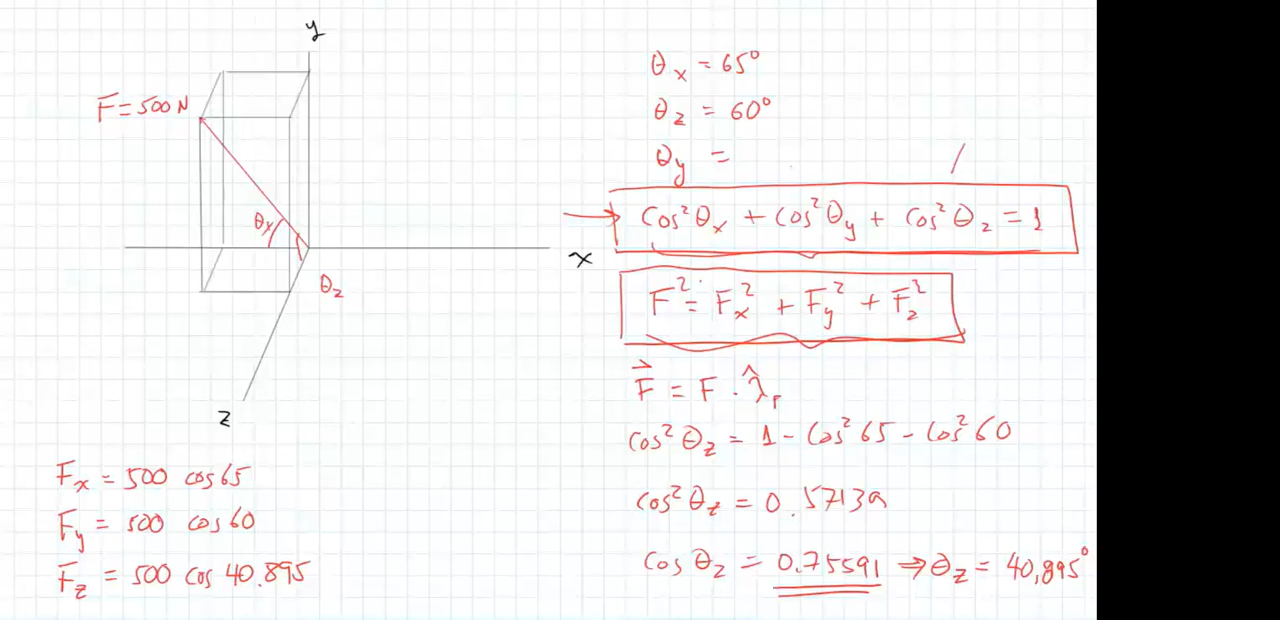 y
F = 500 N
θx
x
θz
z
Fx = 500 cos 65
Fy = 500 cos 60
Fz = 500 cos 40.895
θx = 65°
θz = 60°
θy =
cos²θx + cos²θy + cos²θz = 1
F² = Fx² + Fy² + Fz²
F⃗ = F · λ̂F
cos²θz = 1 - cos²65 - cos²60
cos²θz = 0.57139
cos θz = 0.75591 ⇒ θz = 40,895°